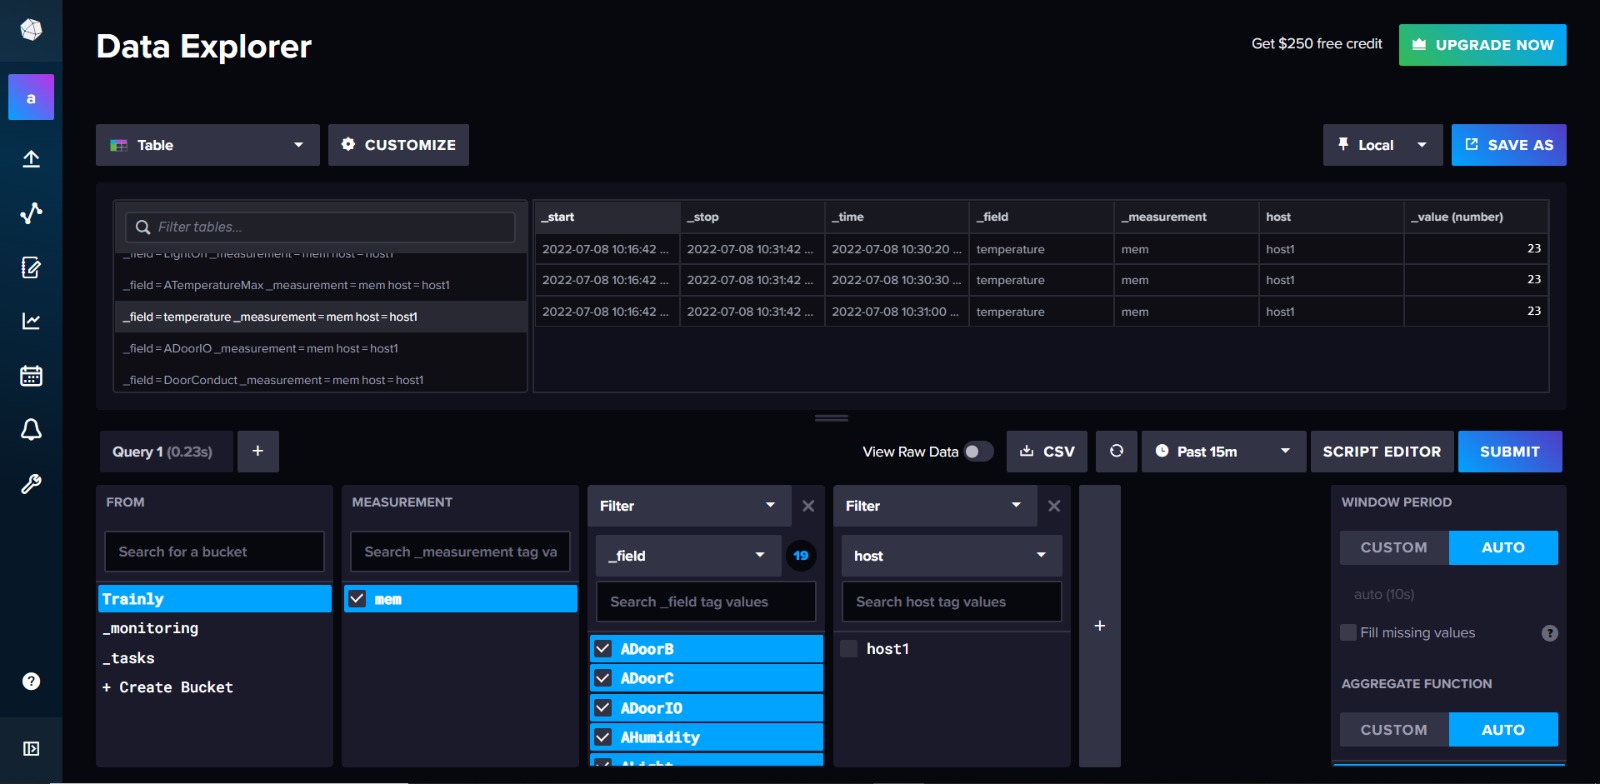 Data Explorer
Get $250 free credit
UPGRADE NOW
a
Table
CUSTOMIZE
Local
SAVE AS
Filter tables...
_field = LightOn _measurement = mem host = host1
_field = ATemperatureMax _measurement = mem host = host1
_field = temperature _measurement = mem host = host1
_field = ADoorIO _measurement = mem host = host1
_field = DoorConduct _measurement = mem host = host1
_start _stop _time _field _measurement host _value (number)
2022-07-08 10:16:42 ... 2022-07-08 10:31:42 ... 2022-07-08 10:30:20 ... temperature mem host1 23
2022-07-08 10:16:42 ... 2022-07-08 10:31:42 ... 2022-07-08 10:30:30 ... temperature mem host1 23
2022-07-08 10:16:42 ... 2022-07-08 10:31:42 ... 2022-07-08 10:31:00 ... temperature mem host1 23
Query 1 (0.23s)
+
View Raw Data
CSV
Past 15m
SCRIPT EDITOR
SUBMIT
FROM
Search for a bucket
Trainly
_monitoring
_tasks
+ Create Bucket
MEASUREMENT
Search _measurement tag va
mem
Filter
_field
19
Search _field tag values
ADoorB
ADoorC
ADoorIO
AHumidity
ALight
Filter
host
Search host tag values
host1
+
WINDOW PERIOD
CUSTOM
AUTO
auto (10s)
Fill missing values
?
AGGREGATE FUNCTION
CUSTOM
AUTO
?